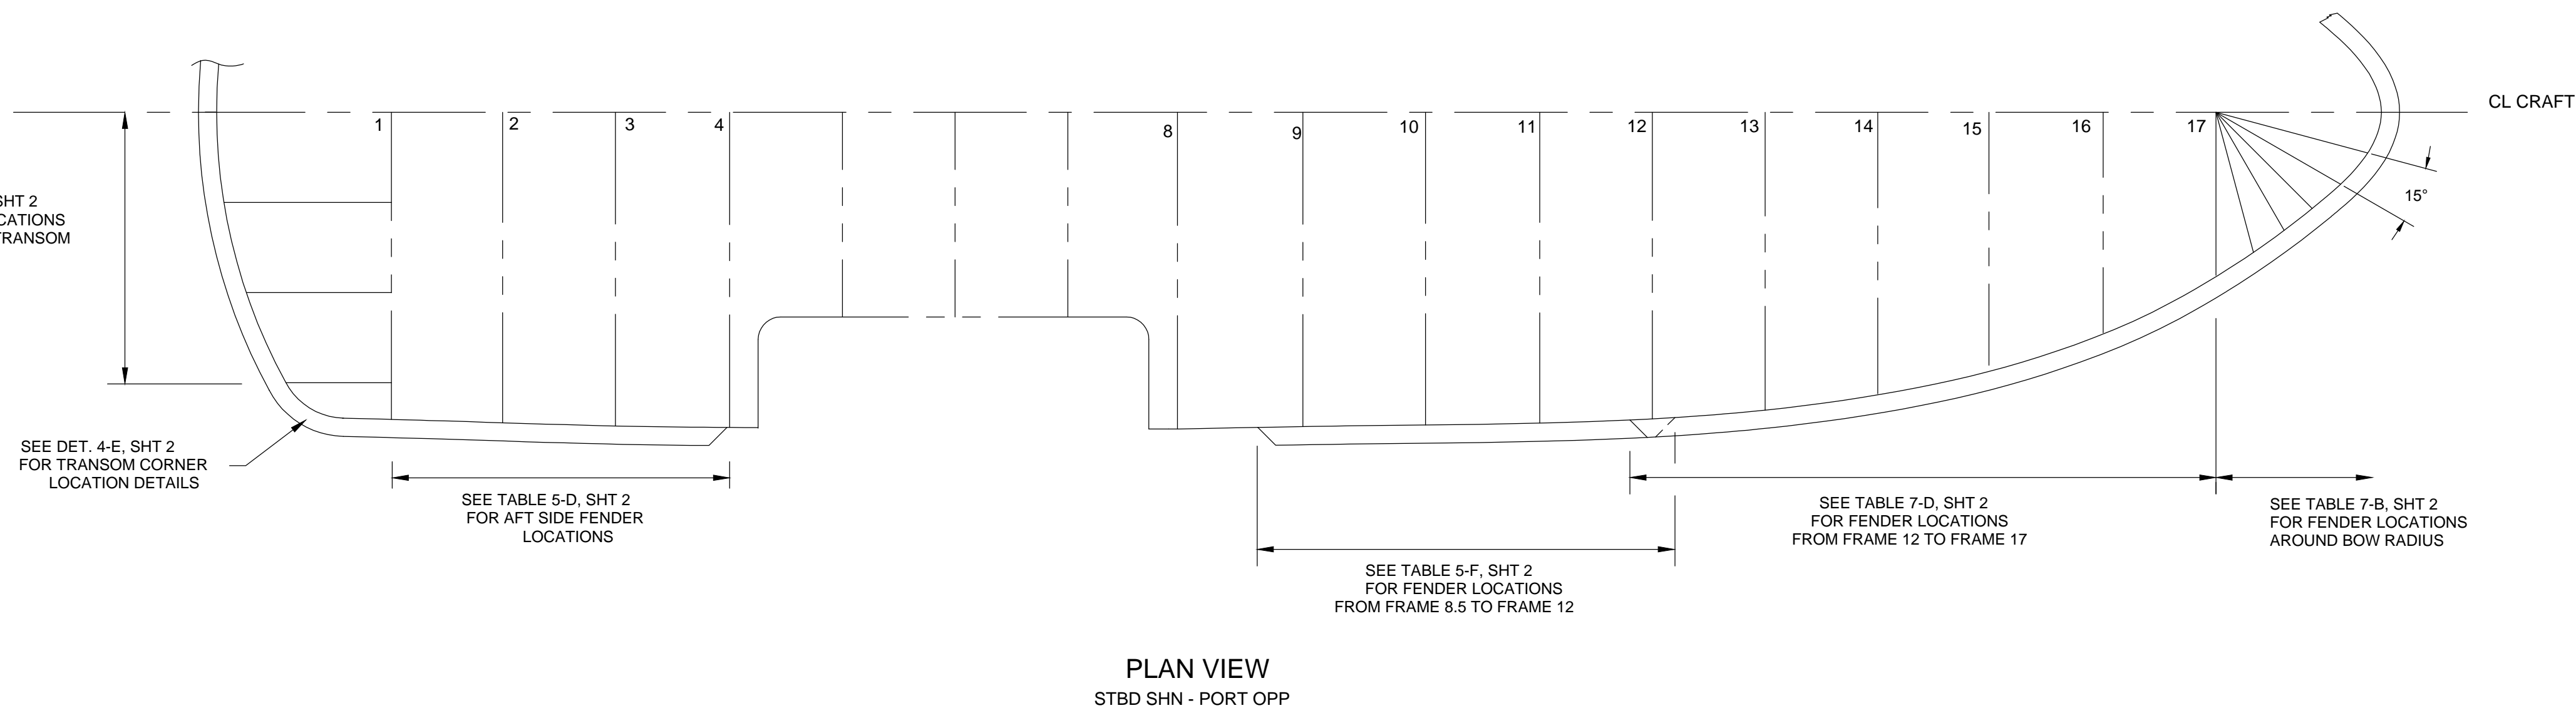 CL CRAFT
1
2
3
4
8
9
10
11
12
13
14
15
16
17
15°
SHT 2
TRANSOM
SEE DET. 4-E, SHT 2
FOR TRANSOM CORNER
LOCATION DETAILS
SEE TABLE 5-D, SHT 2
FOR AFT SIDE FENDER
LOCATIONS
SEE TABLE 5-F, SHT 2
FOR FENDER LOCATIONS
FROM FRAME 8.5 TO FRAME 12
SEE TABLE 7-D, SHT 2
FOR FENDER LOCATIONS
FROM FRAME 12 TO FRAME 17
SEE TABLE 7-B, SHT 2
FOR FENDER LOCATIONS
AROUND BOW RADIUS
PLAN VIEW
STBD SHN - PORT OPP